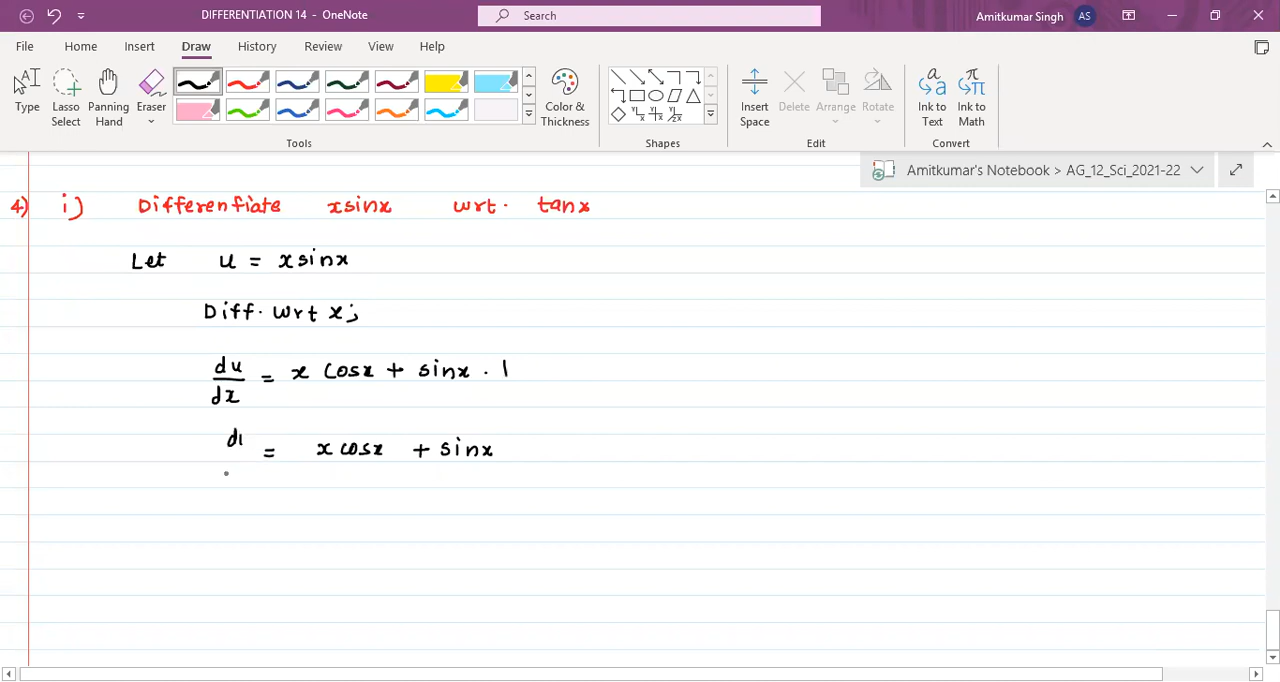 DIFFERENTIATION 14 - OneNote
Search
Amitkumar Singh
AS
File Home Insert Draw History Review View Help
Type
Lasso Select
Panning Hand
Eraser
Color & Thickness
Insert Space
Delete
Arrange
Rotate
Ink to Text
Ink to Math
Tools
Shapes
Edit
Convert
Amitkumar's Notebook > AG_12_Sci_2021-22
4) i) Differentiate xsinx wrt. tanx
Let u = xsinx
Diff. wrt x;
du/dx = x cosx + sinx . 1
= xcosx + sinx